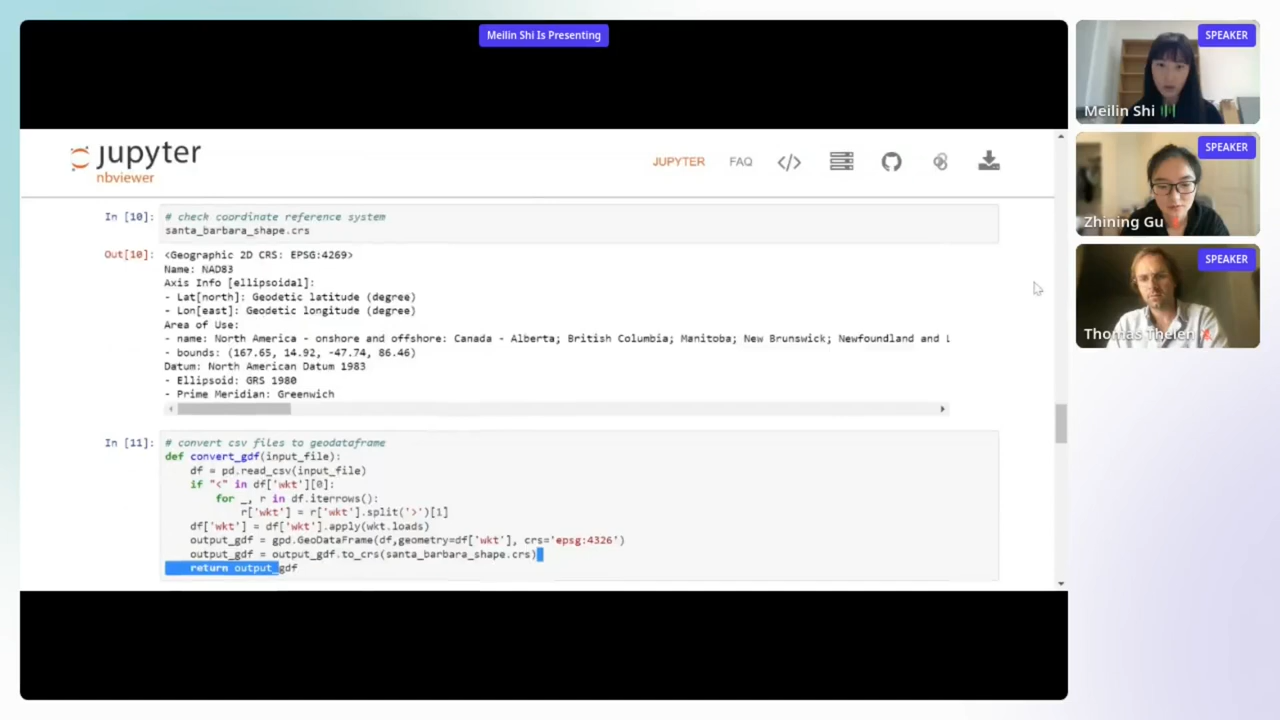 Meilin Shi Is Presenting
SPEAKER
Meilin Shi
SPEAKER
Zhining Gu
SPEAKER
Thomas Thelen
jupyter
nbviewer
JUPYTER
FAQ
</>
In [10]:
# check coordinate reference system
santa_barbara_shape.crs
Out[10]:
<Geographic 2D CRS: EPSG:4269>
Name: NAD83
Axis Info [ellipsoidal]:
- Lat[north]: Geodetic latitude (degree)
- Lon[east]: Geodetic longitude (degree)
Area of Use:
- name: North America - onshore and offshore: Canada - Alberta; British Columbia; Manitoba; New Brunswick; Newfoundland and L
- bounds: (167.65, 14.92, -47.74, 86.46)
Datum: North American Datum 1983
- Ellipsoid: GRS 1980
- Prime Meridian: Greenwich
In [11]:
# convert csv files to geodataframe
def convert_gdf(input_file):
df = pd.read_csv(input_file)
if "<" in df['wkt'][0]:
for _, r in df.iterrows():
r['wkt'] = r['wkt'].split('>')[1]
df['wkt'] = df['wkt'].apply(wkt.loads)
output_gdf = gpd.GeoDataFrame(df,geometry=df['wkt'], crs='epsg:4326')
output_gdf = output_gdf.to_crs(santa_barbara_shape.crs)
return output_gdf